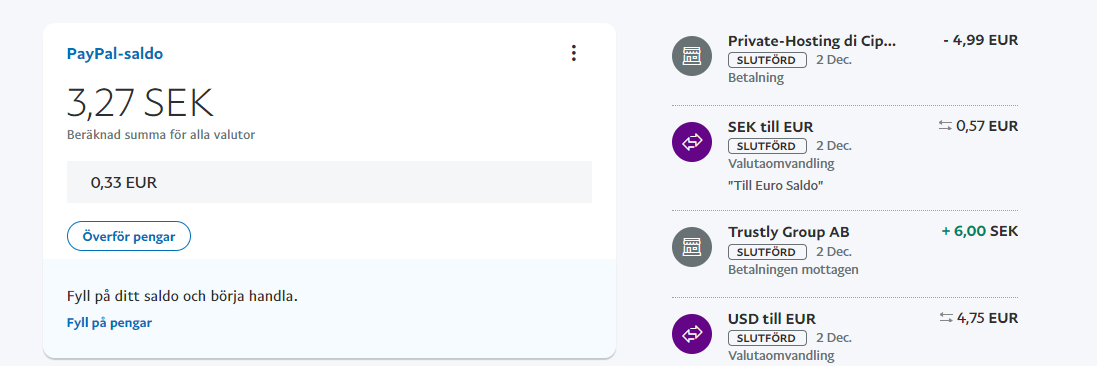 PayPal-saldo
3,27 SEK
Beräknad summa för alla valutor
0,33 EUR
Överför pengar
Fyll på ditt saldo och börja handla.
Fyll på pengar
Private-Hosting di Cip... - 4,99 EUR
SLUTFÖRD 2 Dec.
Betalning
SEK till EUR 0,57 EUR
SLUTFÖRD 2 Dec.
Valutaomvandling
"Till Euro Saldo"
Trustly Group AB + 6,00 SEK
SLUTFÖRD 2 Dec.
Betalningen mottagen
USD till EUR 4,75 EUR
SLUTFÖRD 2 Dec.
Valutaomvandling